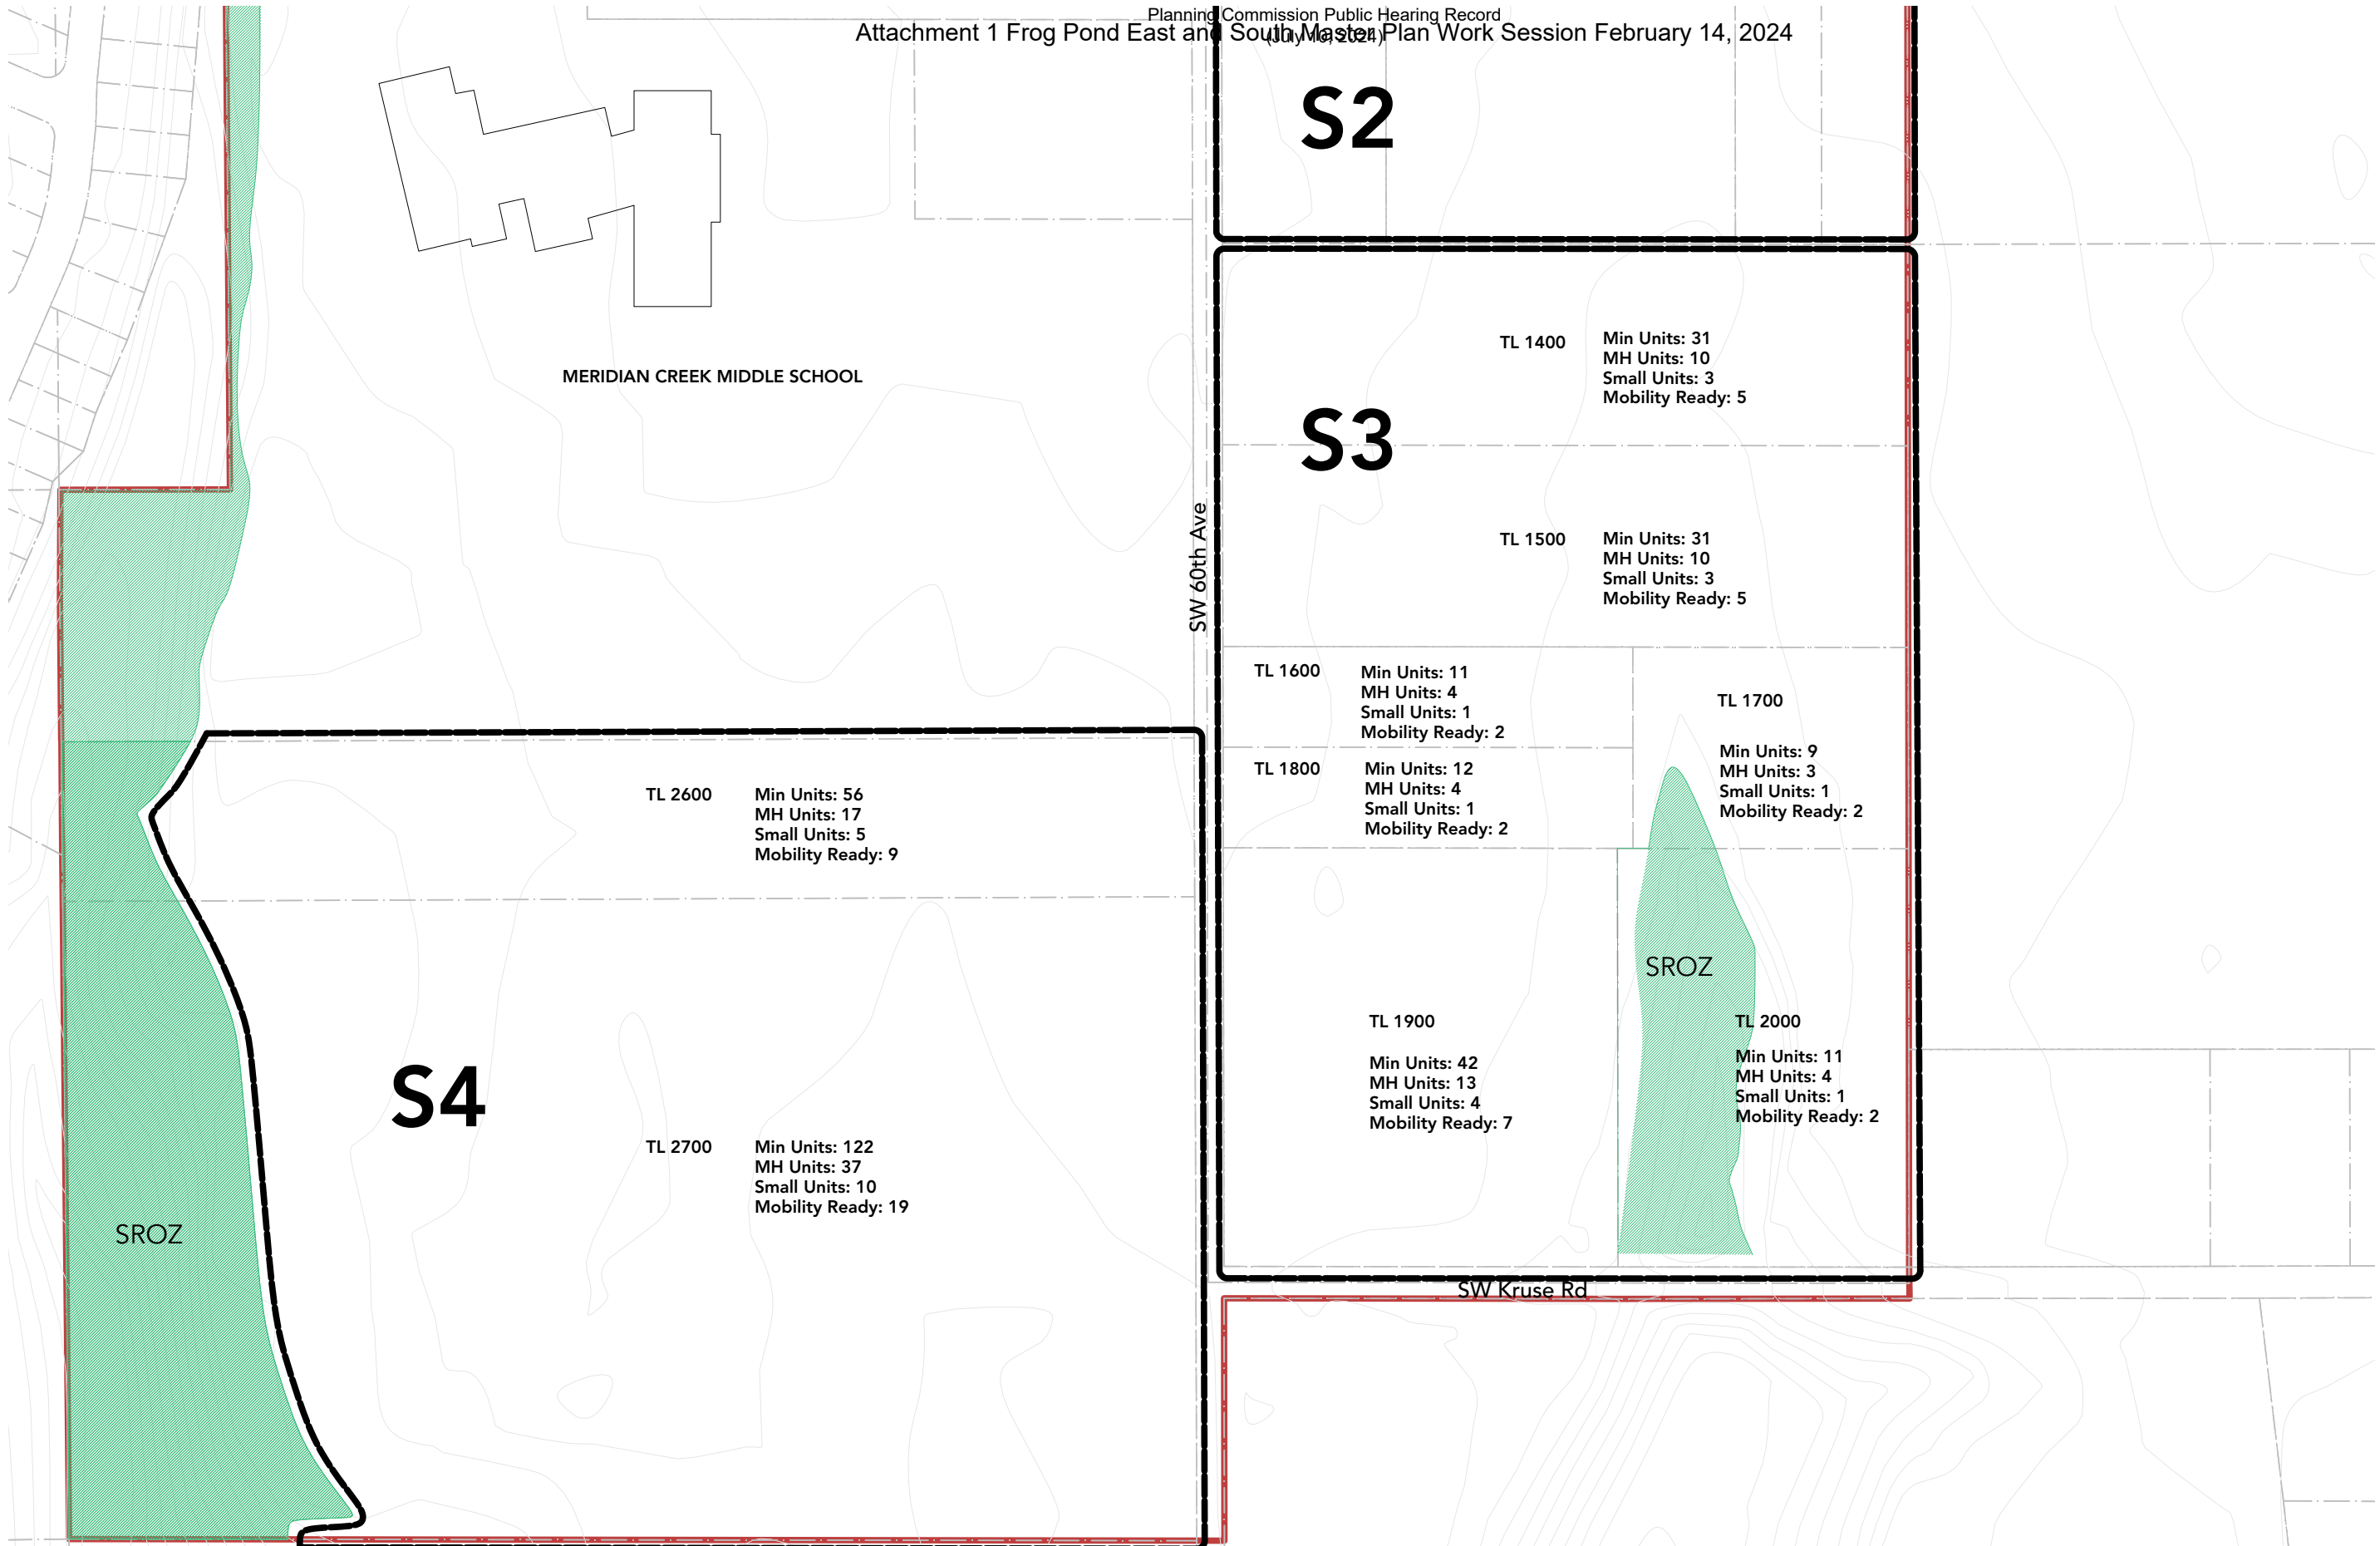 Planning Commission Public Hearing Record
Attachment 1 Frog Pond East and South Master Plan Work Session February 14, 2024
(July 10, 2024)
S2
TL 1400
Min Units: 31
MH Units: 10
Small Units: 3
Mobility Ready: 5
MERIDIAN CREEK MIDDLE SCHOOL
S3
SW 60th Ave
TL 1500
Min Units: 31
MH Units: 10
Small Units: 3
Mobility Ready: 5
TL 1600
Min Units: 11
MH Units: 4
Small Units: 1
Mobility Ready: 2
TL 1700
Min Units: 9
MH Units: 3
Small Units: 1
Mobility Ready: 2
TL 1800
Min Units: 12
MH Units: 4
Small Units: 1
Mobility Ready: 2
TL 2600
Min Units: 56
MH Units: 17
Small Units: 5
Mobility Ready: 9
SROZ
TL 1900
Min Units: 42
MH Units: 13
Small Units: 4
Mobility Ready: 7
TL 2000
Min Units: 11
MH Units: 4
Small Units: 1
Mobility Ready: 2
S4
TL 2700
Min Units: 122
MH Units: 37
Small Units: 10
Mobility Ready: 19
SROZ
SW Kruse Rd